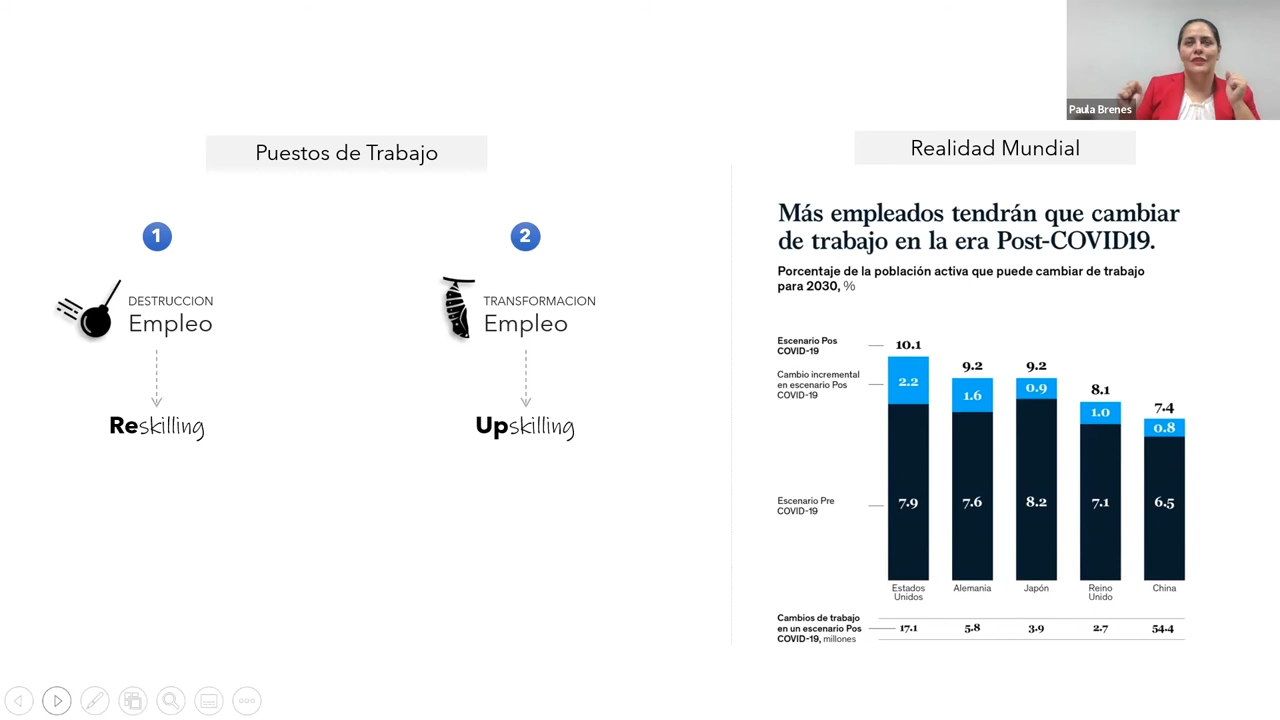 Paula Brenes
Puestos de Trabajo
1
DESTRUCCION
Empleo
Reskilling
2
TRANSFORMACION
Empleo
Upskilling
Realidad Mundial
Más empleados tendrán que cambiar
de trabajo en la era Post-COVID19.
Porcentaje de la población activa que puede cambiar de trabajo
para 2030, %
Escenario Pos
COVID-19
10.1
9.2
9.2
8.1
7.4
Cambio incremental
en escenario Pos
COVID-19
2.2
1.6
0.9
1.0
0.8
Escenario Pre
COVID-19
7.9
7.6
8.2
7.1
6.5
Estados
Unidos
Alemania
Japón
Reino
Unido
China
Cambios de trabajo
en un escenario Pos
COVID-19, millones
17.1
5.8
3.9
2.7
54.4